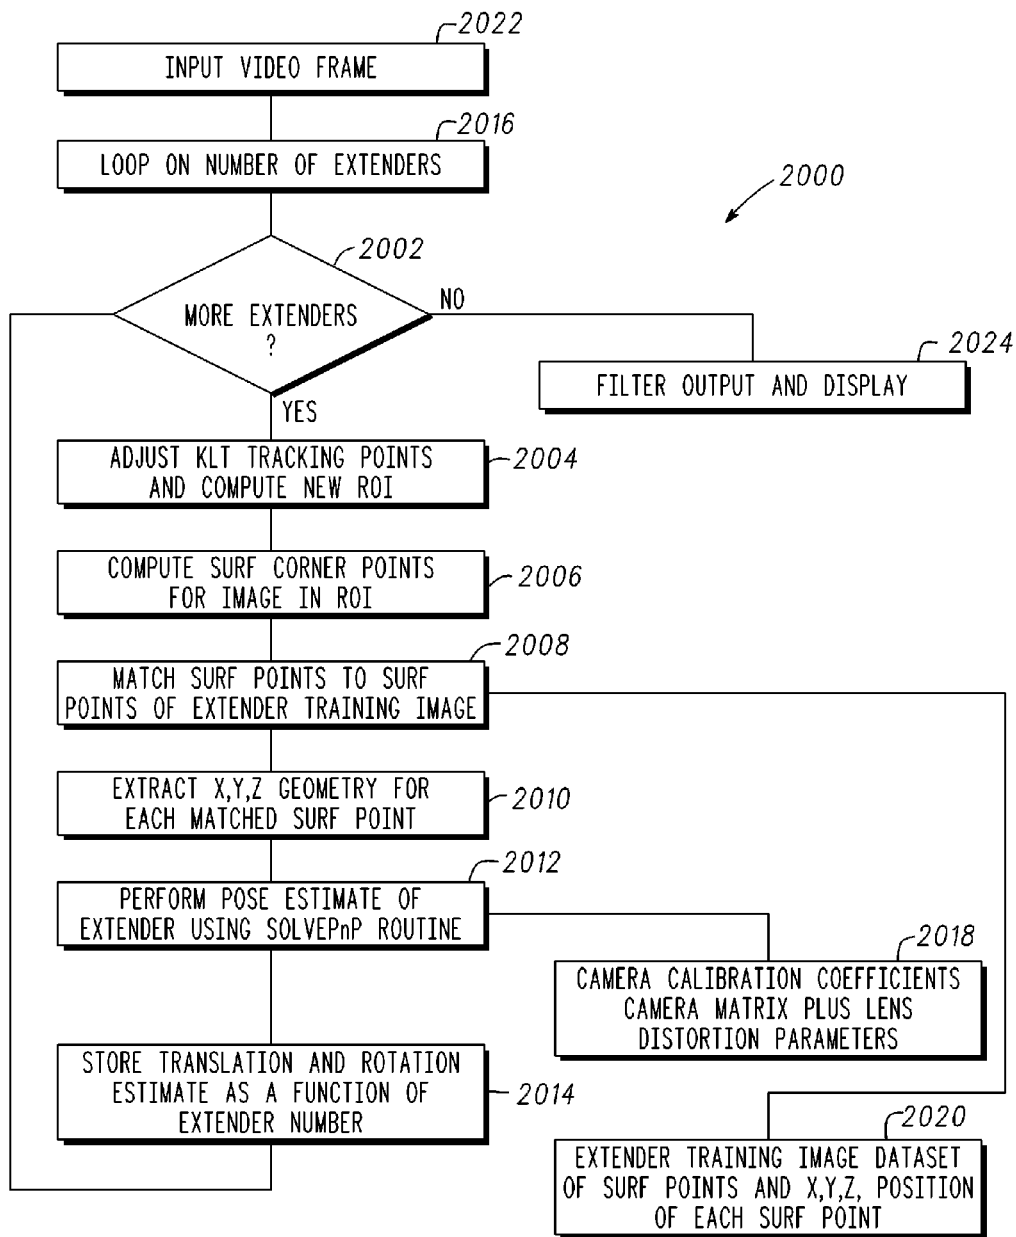 2022
INPUT VIDEO FRAME
2016
LOOP ON NUMBER OF EXTENDERS
2000
2002
MORE EXTENDERS
?
NO
YES
2024
FILTER OUTPUT AND DISPLAY
ADJUST KLT TRACKING POINTS
AND COMPUTE NEW ROI
2004
COMPUTE SURF CORNER POINTS
FOR IMAGE IN ROI
2006
2008
MATCH SURF POINTS TO SURF
POINTS OF EXTENDER TRAINING IMAGE
EXTRACT X,Y,Z GEOMETRY FOR
EACH MATCHED SURF POINT
2010
2012
PERFORM POSE ESTIMATE OF
EXTENDER USING SOLVEPnP ROUTINE
2018
CAMERA CALIBRATION COEFFICIENTS
CAMERA MATRIX PLUS LENS
DISTORTION PARAMETERS
STORE TRANSLATION AND ROTATION
ESTIMATE AS A FUNCTION OF
EXTENDER NUMBER
2014
2020
EXTENDER TRAINING IMAGE DATASET
OF SURF POINTS AND X,Y,Z, POSITION
OF EACH SURF POINT